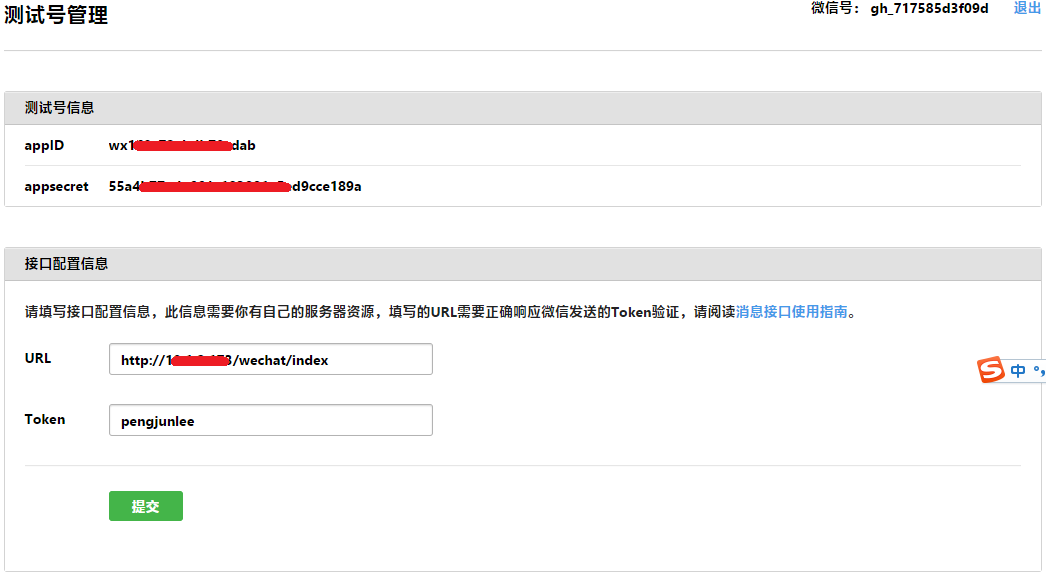 测试号管理
微信号： gh_717585d3f09d 退出
测试号信息
appID wx1 dab
appsecret 55a4 d9cce189a
接口配置信息
请填写接口配置信息，此信息需要你有自己的服务器资源，填写的URL需要正确响应微信发送的Token验证，请阅读消息接口使用指南。
URL http://1 /wechat/index
Token pengjunlee
提交
S 中 °,